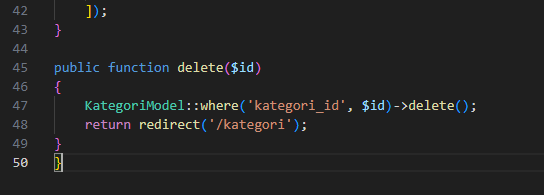 42 ]);
43 }
44
45 public function delete($id)
46 {
47 KategoriModel::where('kategori_id', $id)->delete();
48 return redirect('/kategori');
49 }
50 }